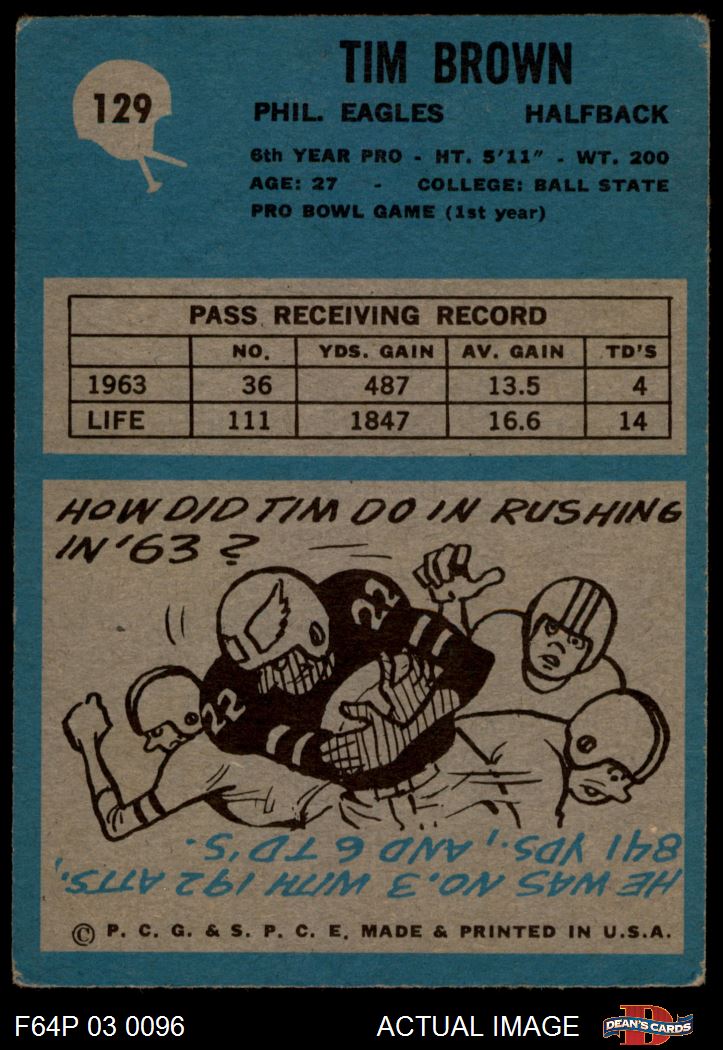 129
TIM BROWN
PHIL. EAGLES HALFBACK
6th YEAR PRO - HT. 5'11" - WT. 200
AGE: 27 - COLLEGE: BALL STATE
PRO BOWL GAME (1st year)
PASS RECEIVING RECORD
NO. YDS. GAIN AV. GAIN TD'S
1963 36 487 13.5 4
LIFE 111 1847 16.6 14
HOW DID TIM DO IN RUSHING
IN '63?
22
22
HE WAS NO. 3 WITH 192 ATTS.,
841 YDS., AND 6 TD'S.
© P. C. G. & S. P. C. E. MADE & PRINTED IN U.S.A.
F64P 03 0096 ACTUAL IMAGE D DEAN'S CARDS